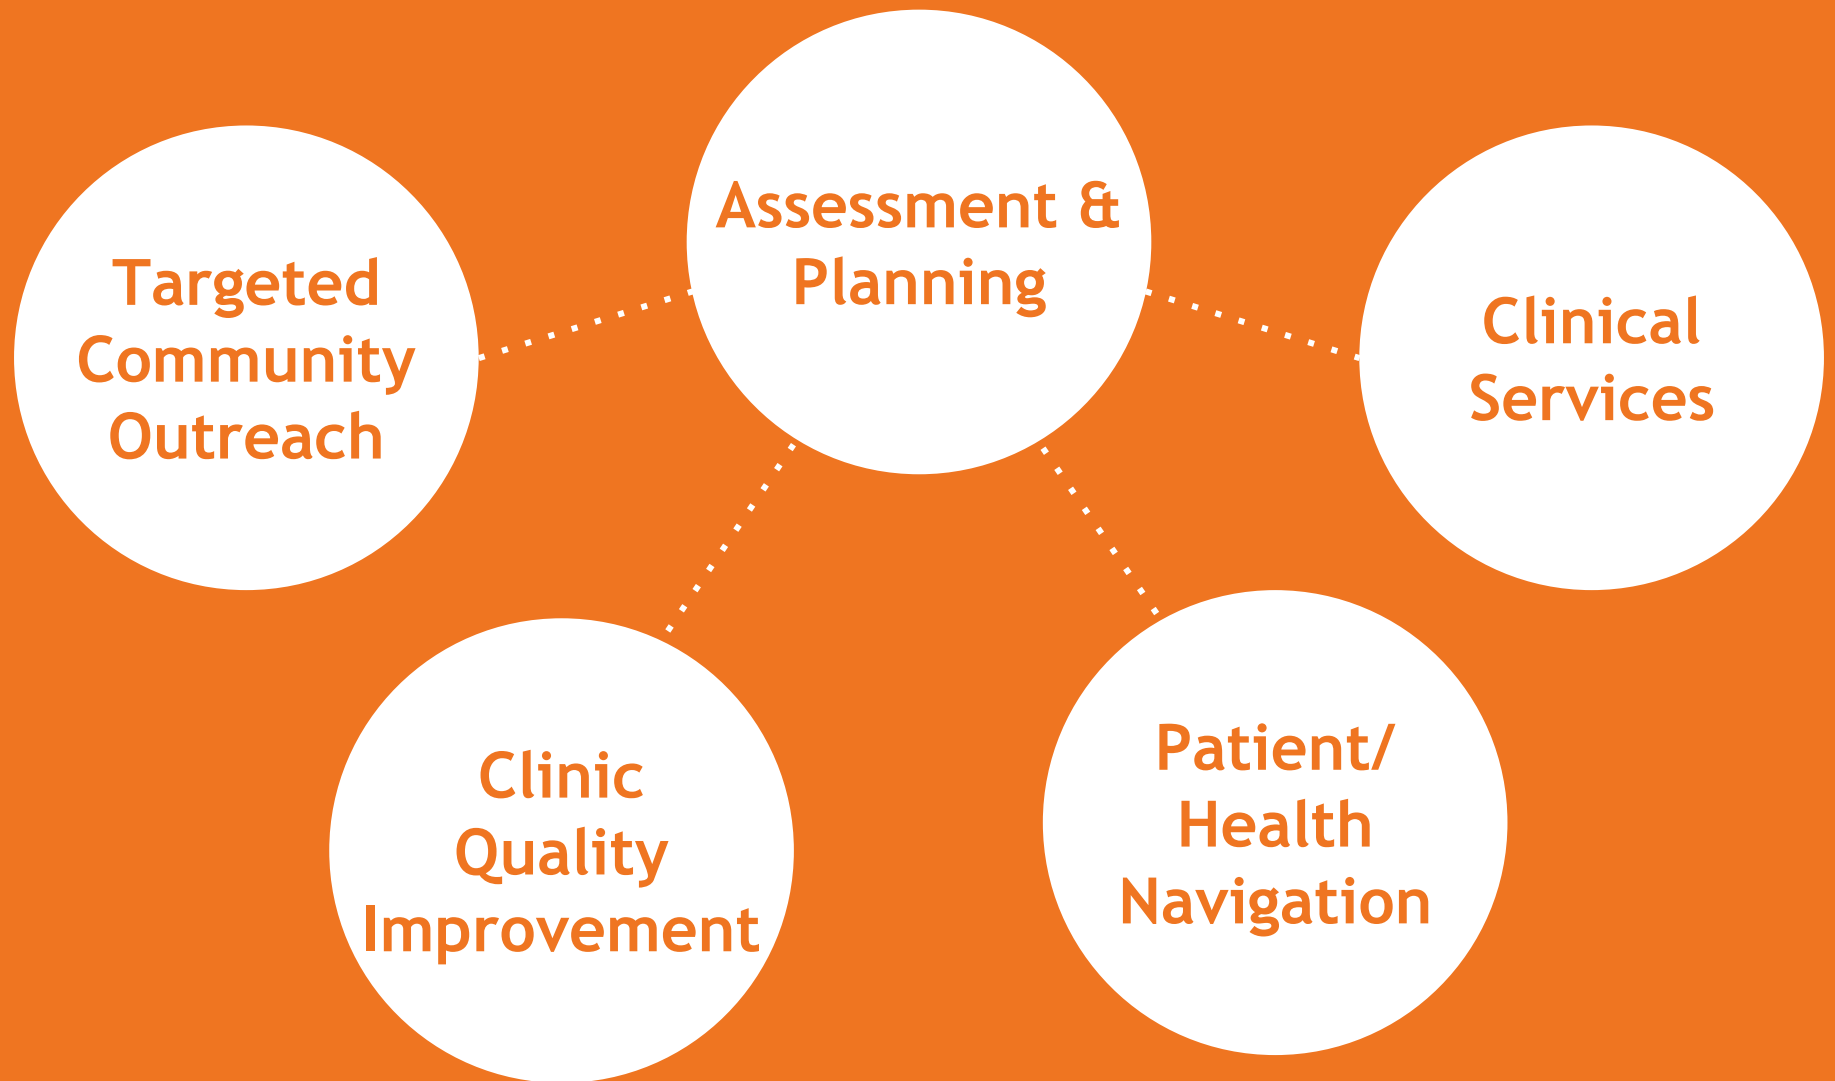 Assessment &
Planning
Targeted
Community
Outreach
Clinical
Services
Clinic
Quality
Improvement
Patient/
Health
Navigation